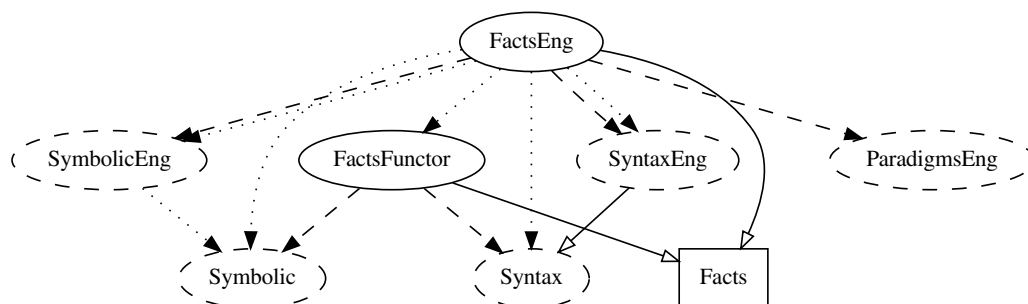 FactsEng
SymbolicEng
FactsFunctor
SyntaxEng
ParadigmsEng
Symbolic
Syntax
Facts